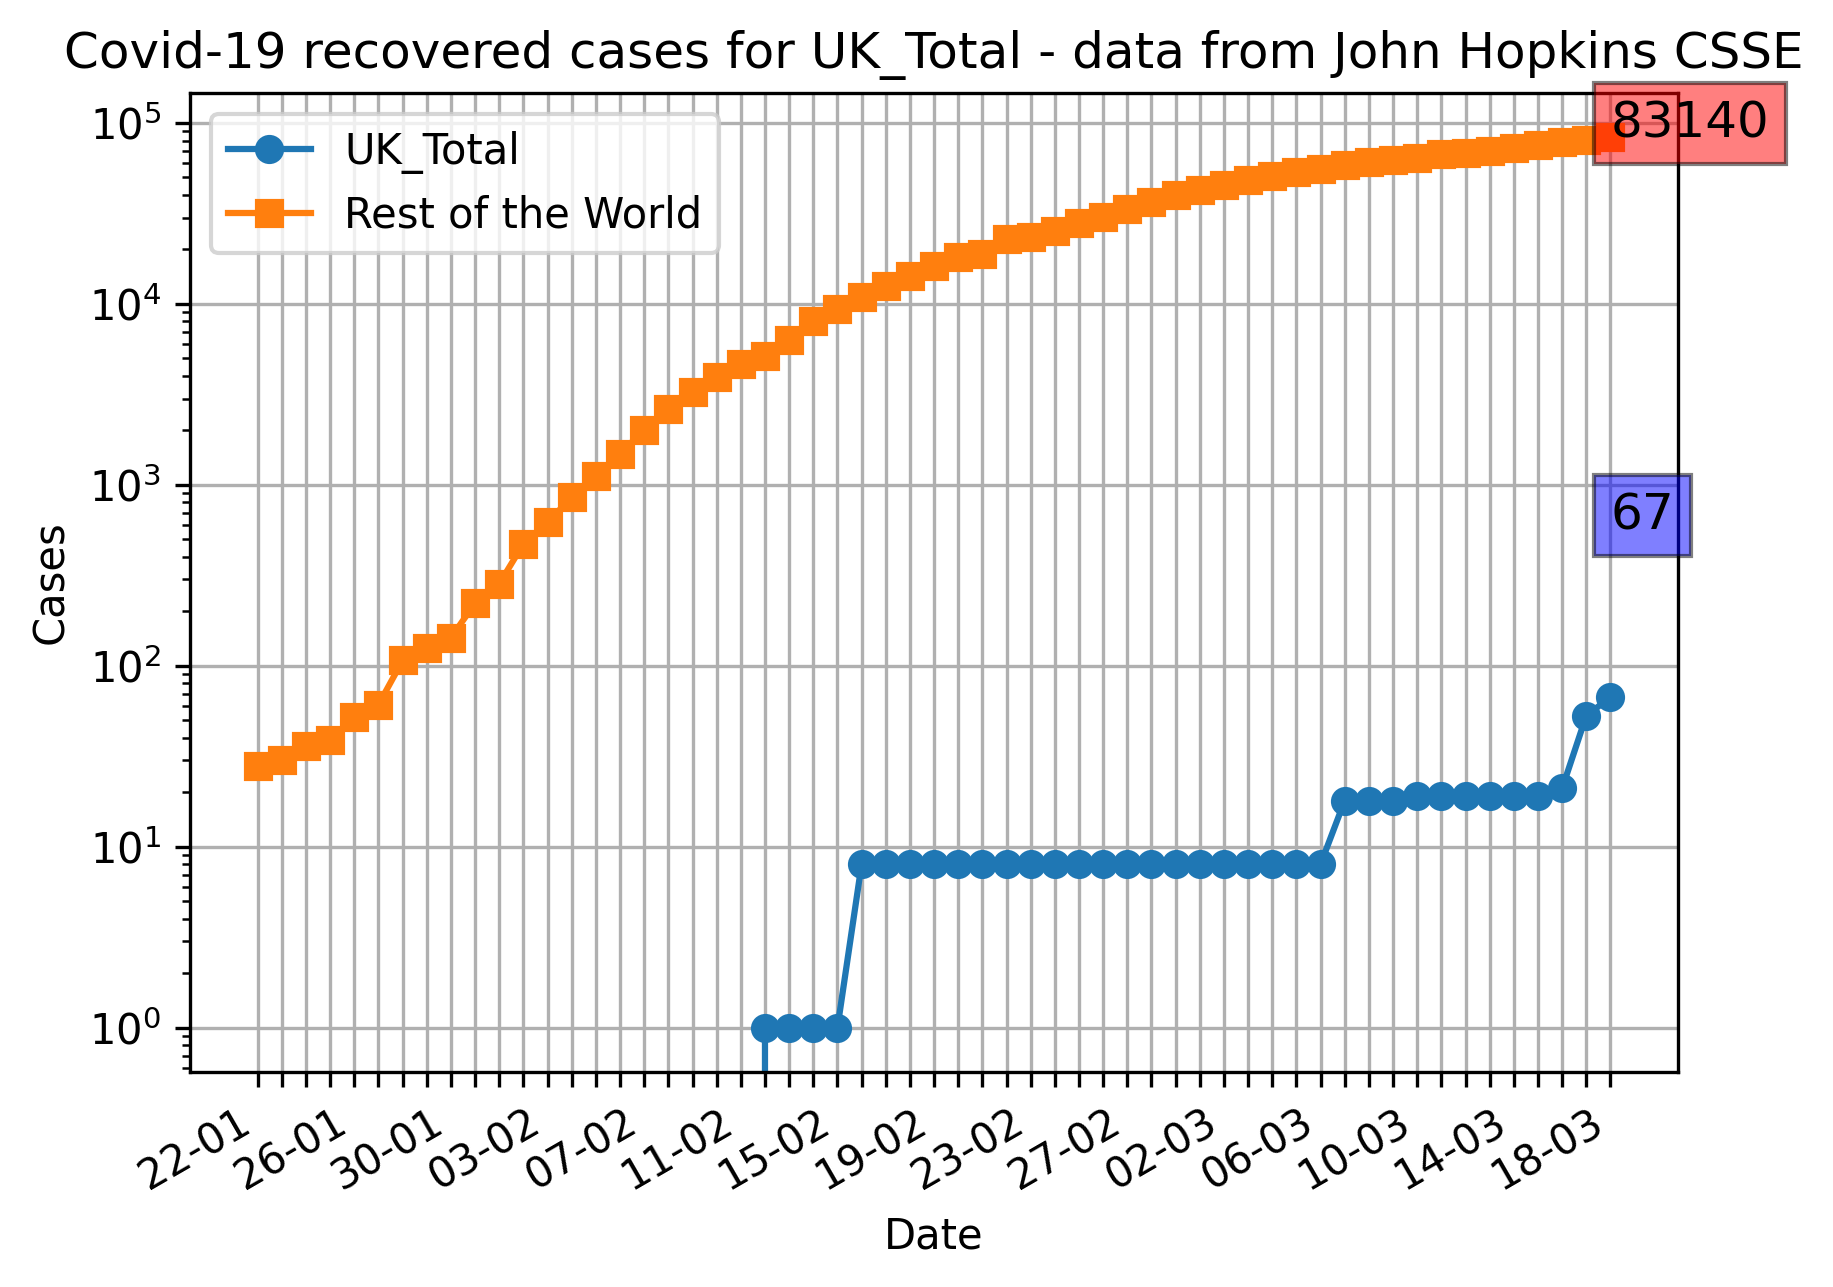 Covid-19 recovered cases for UK_Total - data from John Hopkins CSSE
UK_Total
Rest of the World
83140
67
10⁵
10⁴
10³
10²
10¹
10⁰
Cases
22-01 26-01 30-01 03-02 07-02 11-02 15-02 19-02 23-02 27-02 02-03 06-03 10-03 14-03 18-03
Date